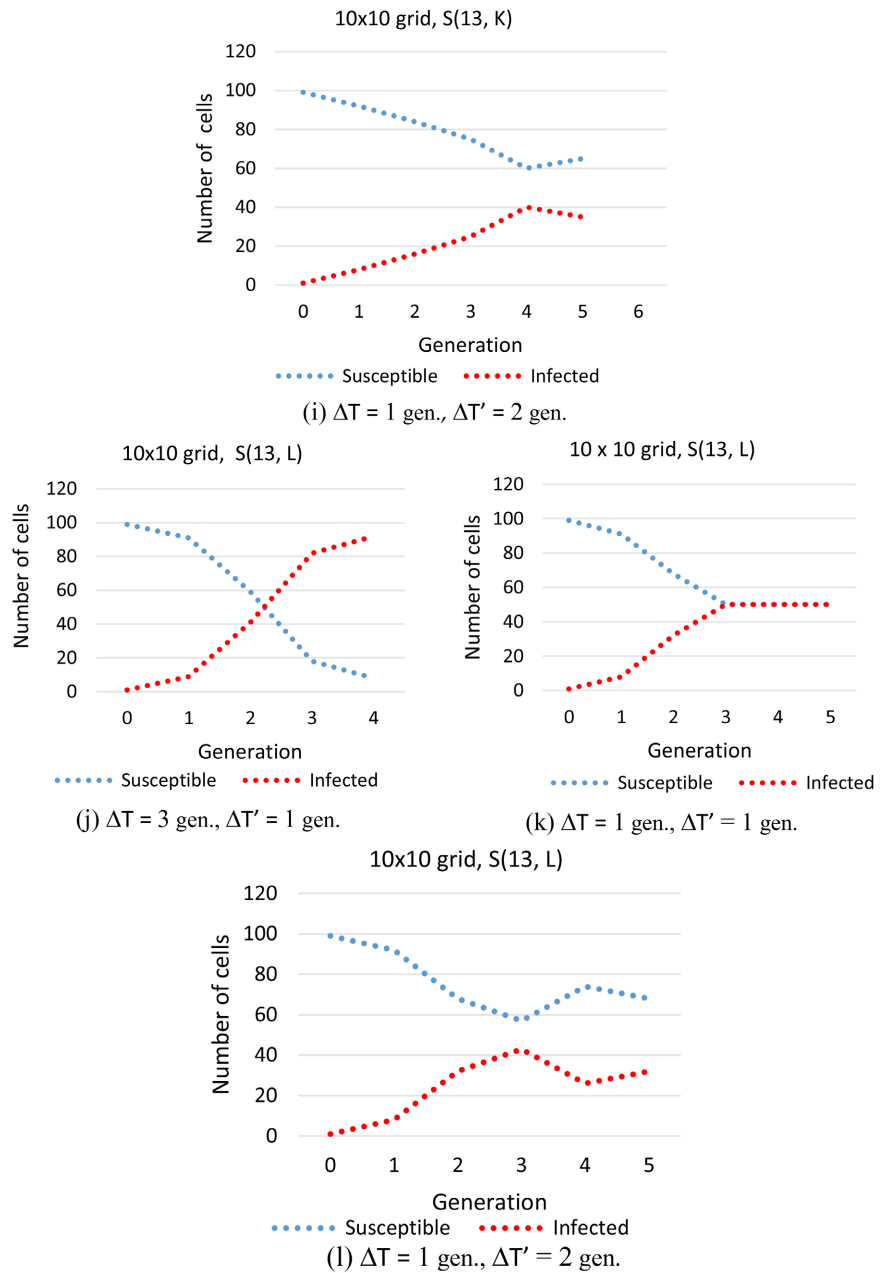 10x10 grid, S(13, K)
120
100
80
60
40
20
0
Number of cells
0 1 2 3 4 5 6
Generation
Susceptible Infected
(i) ΔT = 1 gen., ΔT’ = 2 gen.
10x10 grid, S(13, L)
120
100
80
60
40
20
0
Number of cells
0 1 2 3 4
Generation
Susceptible Infected
(j) ΔT = 3 gen., ΔT’ = 1 gen.
10 x 10 grid, S(13, L)
120
100
80
60
40
20
0
Number of cells
0 1 2 3 4 5
Generation
Susceptible Infected
(k) ΔT = 1 gen., ΔT’ = 1 gen.
10x10 grid, S(13, L)
120
100
80
60
40
20
0
Number of cells
0 1 2 3 4 5
Generation
Susceptible Infected
(l) ΔT = 1 gen., ΔT’ = 2 gen.